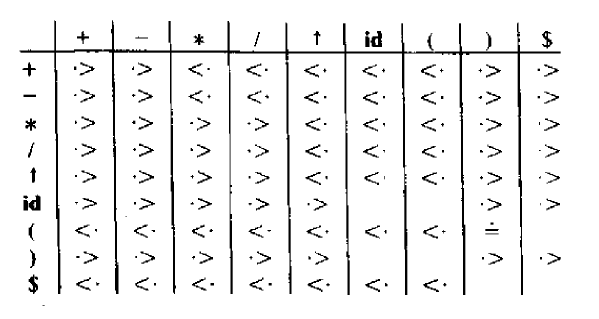 + − * / ↑ id ( ) $
+ ·> ·> <· <· <· <· <· ·> ·>
− ·> ·> <· <· <· <· <· ·> ·>
* ·> ·> ·> ·> <· <· <· ·> ·>
/ ·> ·> ·> ·> <· <· <· ·> ·>
↑ ·> ·> ·> ·> <· <· <· ·> ·>
id ·> ·> ·> ·> ·> ·> ·>
( <· <· <· <· <· <· <· ≐
) ·> ·> ·> ·> ·> ·> ·>
$ <· <· <· <· <· <· <·